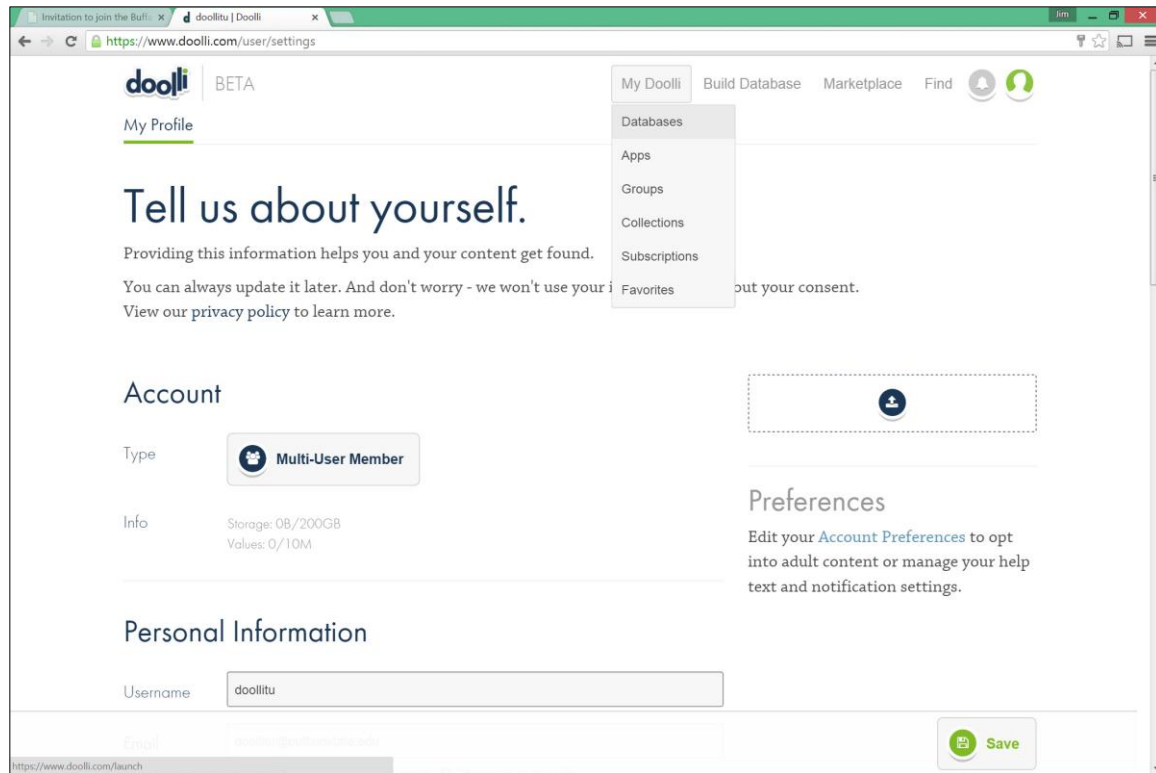 Invitation to join the Buff
doollitu | Doolli
Jim
https://www.doolli.com/user/settings
doolli BETA
My Doolli Build Database Marketplace Find
My Profile
Databases
Apps
Groups
Collections
Subscriptions
Favorites
Tell us about yourself.
Providing this information helps you and your content get found.
You can always update it later. And don't worry - we won't use your i out your consent.
View our privacy policy to learn more.
Account
Type Multi-User Member
Info Storage: 0B/200GB
Values: 0/10M
Preferences
Edit your Account Preferences to opt
into adult content or manage your help
text and notification settings.
Personal Information
Username doollitu
Email
Save
https://www.doolli.com/launch